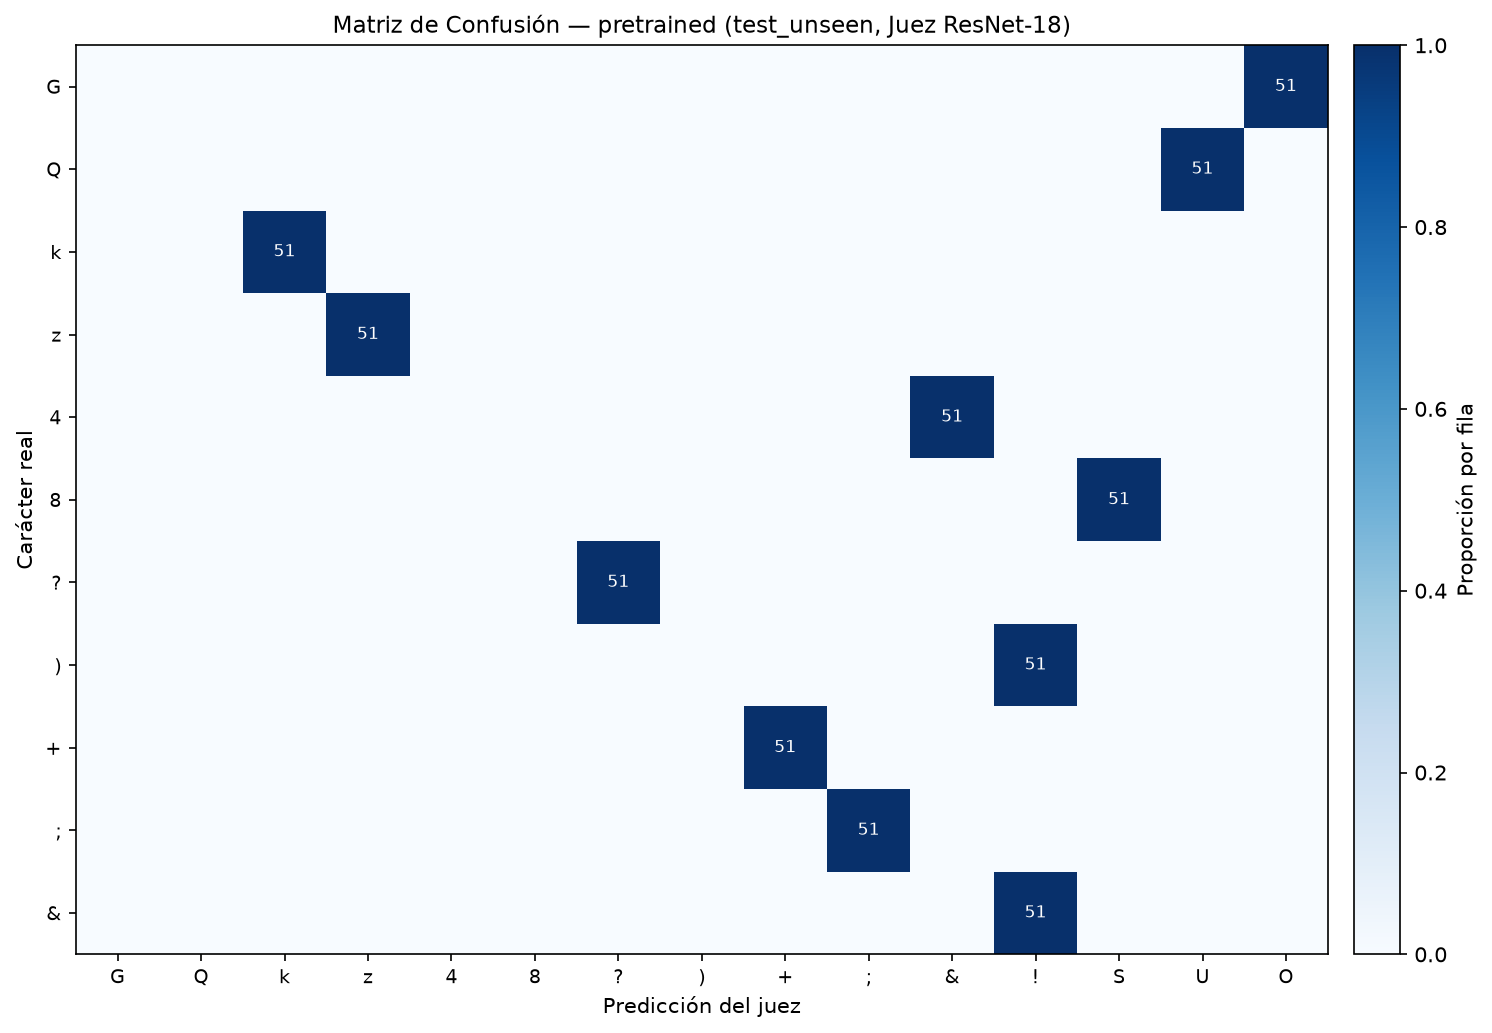 Matriz de Confusión — pretrained (test_unseen, Juez ResNet-18)
G 51
Q 51
k 51
z 51
4 51
8 51
? 51
) 51
+ 51
; 51
& 51
G Q k z 4 8 ? ) + ; & ! S U O
Predicción del juez
Carácter real
1.0
0.8
0.6
0.4
0.2
0.0
Proporción por fila